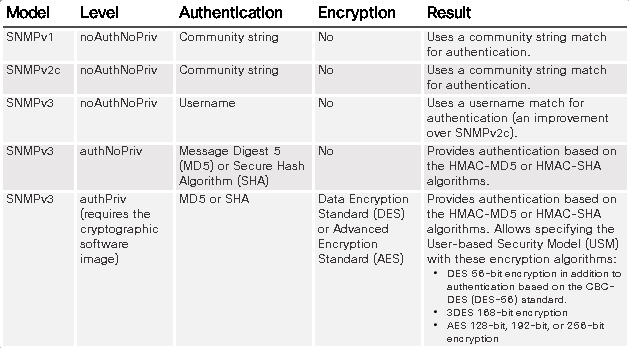 Model Level Authentication Encryption Result
SNMPv1 noAuthNoPriv Community string No Uses a community string match
for authentication.
SNMPv2c noAuthNoPriv Community string No Uses a community string match
for authentication.
SNMPv3 noAuthNoPriv Username No Uses a username match for
authentication (an improvement
over SNMPv2c).
SNMPv3 authNoPriv Message Digest 5 No Provides authentication based on
(MD5) or Secure Hash the HMAC-MD5 or HMAC-SHA
Algorithm (SHA) algorithms.
SNMPv3 authPriv MD5 or SHA Data Encryption Provides authentication based on
(requires the Standard (DES) the HMAC-MD5 or HMAC-SHA
cryptographic or Advanced algorithms. Allows specifying the
software Encryption User-based Security Model (USM)
image) Standard (AES) with these encryption algorithms:
• DES 56-bit encryption in addition to
authentication based on the CBC-
DES (DES-56) standard.
• 3DES 168-bit encryption
• AES 128-bit, 192-bit, or 256-bit
encryption